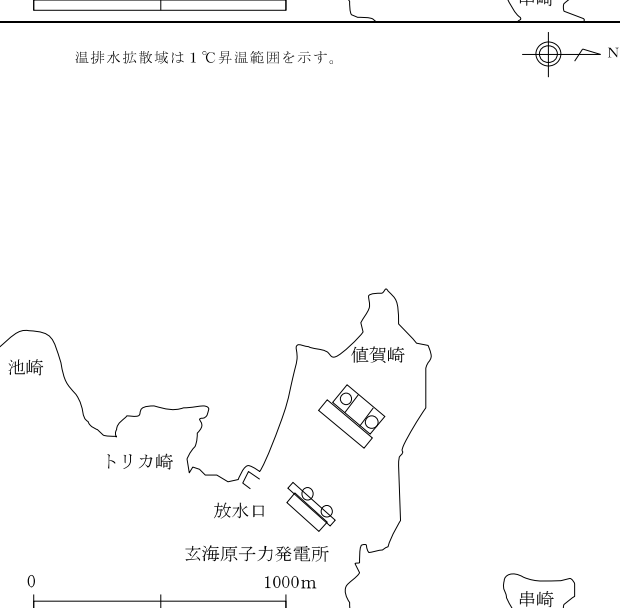 串崎
温排水拡散域は1℃昇温範囲を示す。
N
値賀崎
池崎
トリカ崎
放水口
玄海原子力発電所
0
1000m
串崎